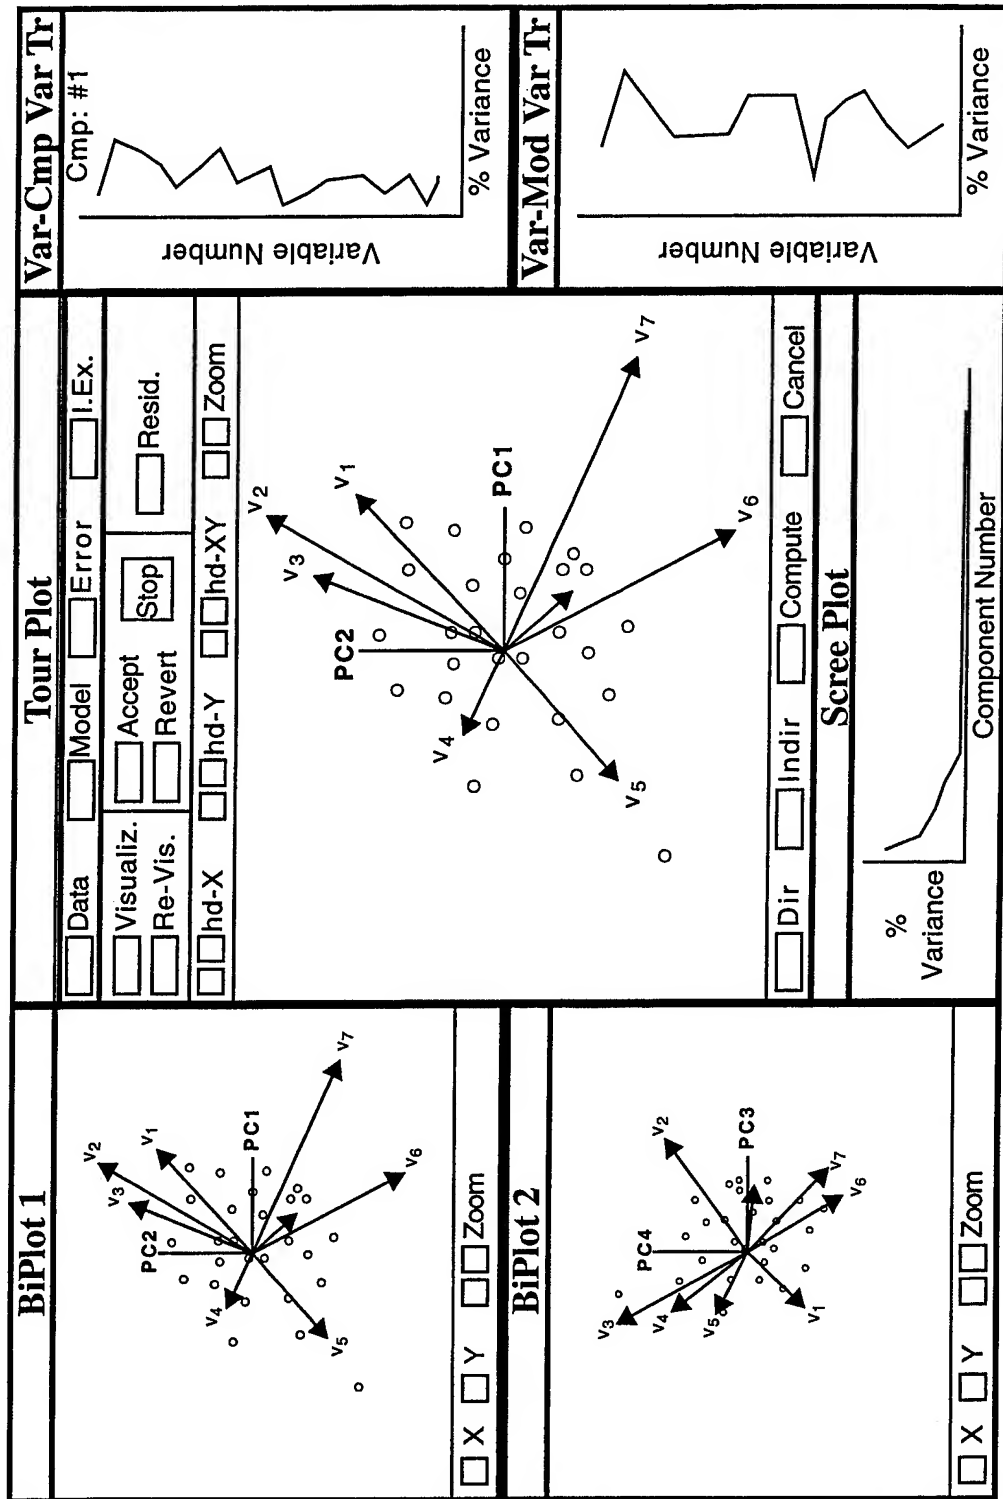 BiPlot 1
PC2
PC1
v1
v2
v3
v4
v5
v6
v7
X
Y
Zoom
BiPlot 2
PC4
PC3
v1
v2
v3
v4
v5
v6
v7
X
Y
Zoom
Tour Plot
Data
Model
Error
I.Ex.
Visualiz.
Accept
Stop
Resid.
Re-Vis.
Revert
hd-X
hd-Y
hd-XY
Zoom
PC2
PC1
v1
v2
v3
v4
v5
v6
v7
Dir
Indir
Compute
Cancel
Scree Plot
%
Variance
Component Number
Var-Cmp Var Tr
Cmp: #1
Variable Number
% Variance
Var-Mod Var Tr
Variable Number
% Variance